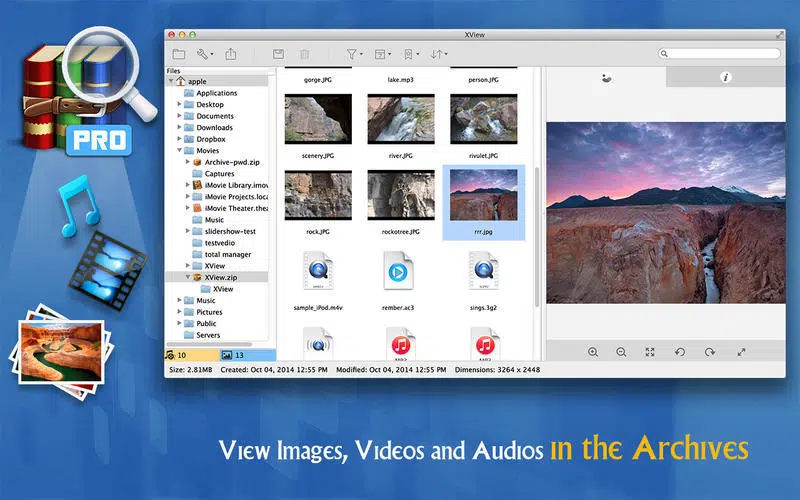 XView
PRO
Files
apple
Applications
Desktop
Documents
Downloads
Dropbox
Movies
Archive-pwd.zip
Captures
iMovie Library.imov
iMovie Projects.loca
iMovie Theater.thea
Music
slidershow-test
testvedio
total manager
XView
XView.zip
XView
Music
Pictures
Public
Servers
10
13
gorge.JPG lake.mp3 person.JPG
scenery.JPG river.JPG rivulet.JPG
rock.JPG rockotree.JPG rrr.jpg
sample_iPod.m4v rember.ac3 sings.3g2
Size: 2.81MB Created: Oct 04, 2014 12:55 PM Modified: Oct 04, 2014 12:55 PM Dimensions: 3264 x 2448
View Images, Videos and Audios in the Archives